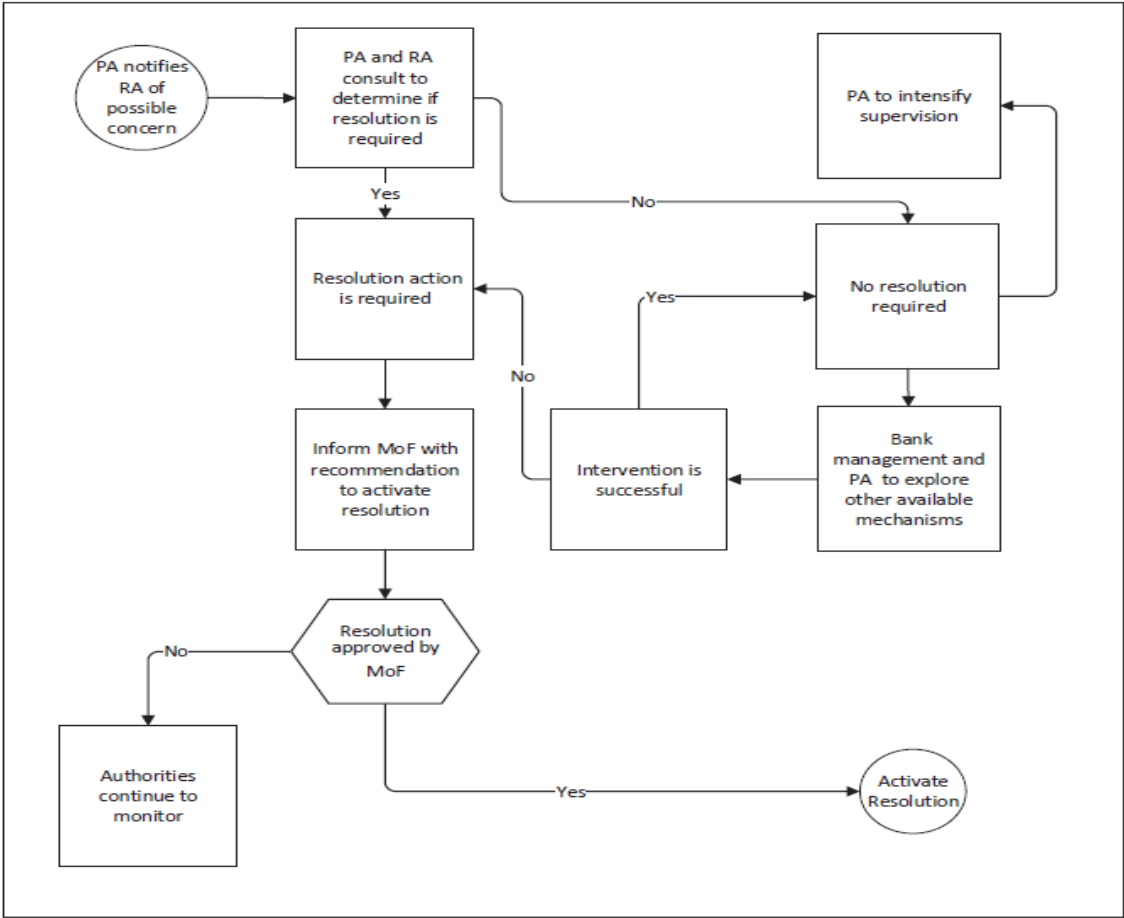 PA notifies
RA of
possible
concern
PA and RA
consult to
determine if
resolution is
required
PA to intensify
supervision
Yes
No
Resolution action
is required
Yes
No resolution
required
No
Inform MoF with
recommendation
to activate
resolution
Intervention is
successful
Bank
management and
PA to explore
other available
mechanisms
Resolution
approved by
MoF
No
Authorities
continue to
monitor
Yes
Activate
Resolution